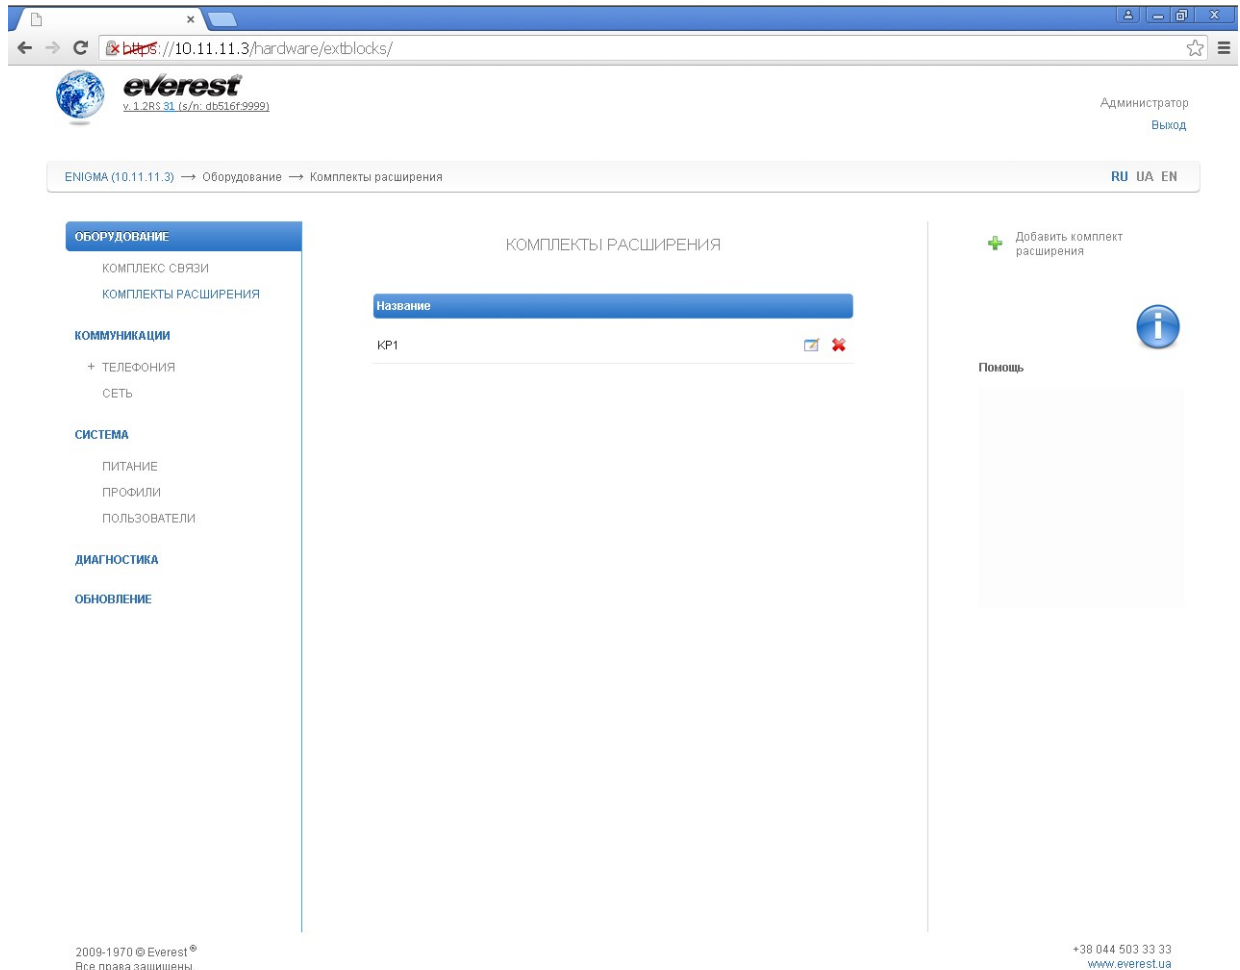 https://10.11.11.3/hardware/extblocks/
everest
v. 1.2RS 31 (s/n: db516f:9999)
Администратор
Выход
ENIGMA (10.11.11.3) → Оборудование → Комплекты расширения
RU UA EN
ОБОРУДОВАНИЕ
КОМПЛЕКС СВЯЗИ
КОМПЛЕКТЫ РАСШИРЕНИЯ
КОММУНИКАЦИИ
+ ТЕЛЕФОНИЯ
СЕТЬ
СИСТЕМА
ПИТАНИЕ
ПРОФИЛИ
ПОЛЬЗОВАТЕЛИ
ДИАГНОСТИКА
ОБНОВЛЕНИЕ
КОМПЛЕКТЫ РАСШИРЕНИЯ
Название
KP1
Добавить комплект
расширения
Помощь
2009-1970 © Everest ®
Все права защищены.
+38 044 503 33 33
www.everest.ua